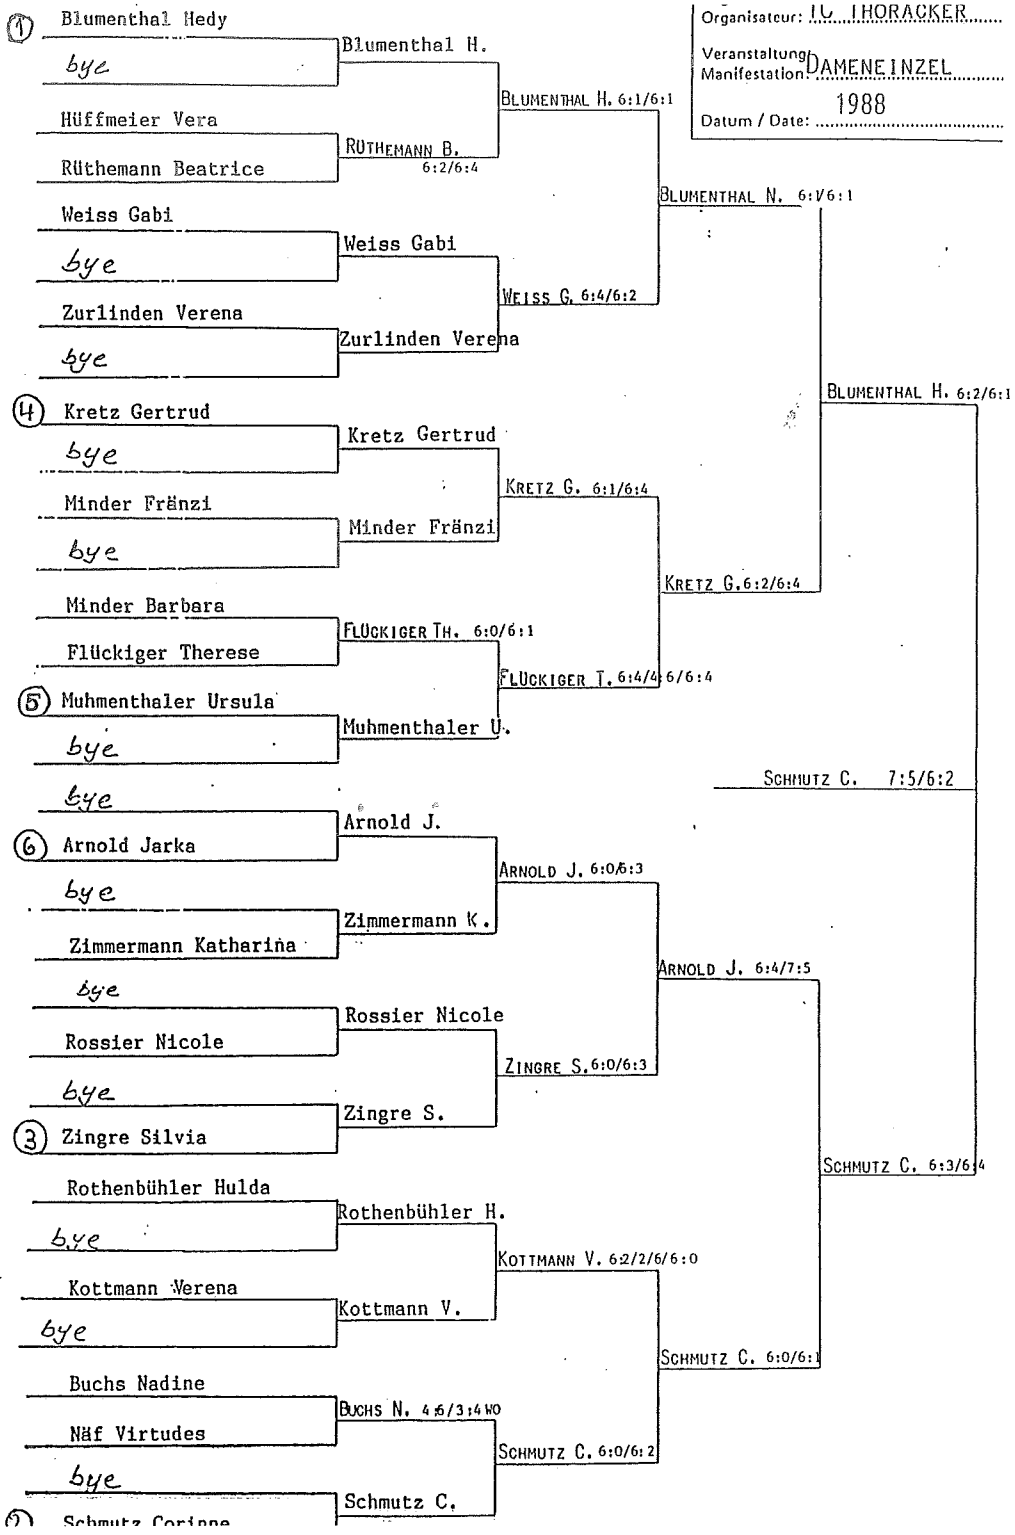 Organisateur: TC THORACKER
Veranstaltung/
Manifestation: DAMENEINZEL
1988
Datum / Date:
① Blumenthal Hedy
bye
Hüffmeier Vera
Rüthemann Beatrice
Weiss Gabi
bye
Zurlinden Verena
bye
④ Kretz Gertrud
bye
Minder Fränzi
bye
Minder Barbara
Flückiger Therese
⑤ Muhmenthaler Ursula
bye
bye
⑥ Arnold Jarka
bye
Zimmermann Katharina
bye
Rossier Nicole
bye
③ Zingre Silvia
Rothenbühler Hulda
bye
Kottmann Verena
bye
Buchs Nadine
Näf Virtudes
bye
② Schmutz Corinne
Blumenthal H.
RÜTHEMANN B.
6:2/6:4
Weiss Gabi
Zurlinden Verena
Kretz Gertrud
Minder Fränzi
FLÜCKIGER TH. 6:0/6:1
Muhmenthaler U.
Arnold J.
Zimmermann K.
Rossier Nicole
Zingre S.
Rothenbühler H.
Kottmann V.
BUCHS N. 4:6/3:4 WO
Schmutz C.
BLUMENTHAL H. 6:1/6:1
WEISS G. 6:4/6:2
KRETZ G. 6:1/6:4
FLÜCKIGER T. 6:4/4:6/6:4
ARNOLD J. 6:0/6:3
ZINGRE S. 6:0/6:3
KOTTMANN V. 6:2/2/6/6:0
SCHMUTZ C. 6:0/6:2
BLUMENTHAL N. 6:1/6:1
KRETZ G. 6:2/6:4
ARNOLD J. 6:4/7:5
SCHMUTZ C. 6:0/6:1
BLUMENTHAL H. 6:2/6:1
SCHMUTZ C. 6:3/6:4
SCHMUTZ C. 7:5/6:2